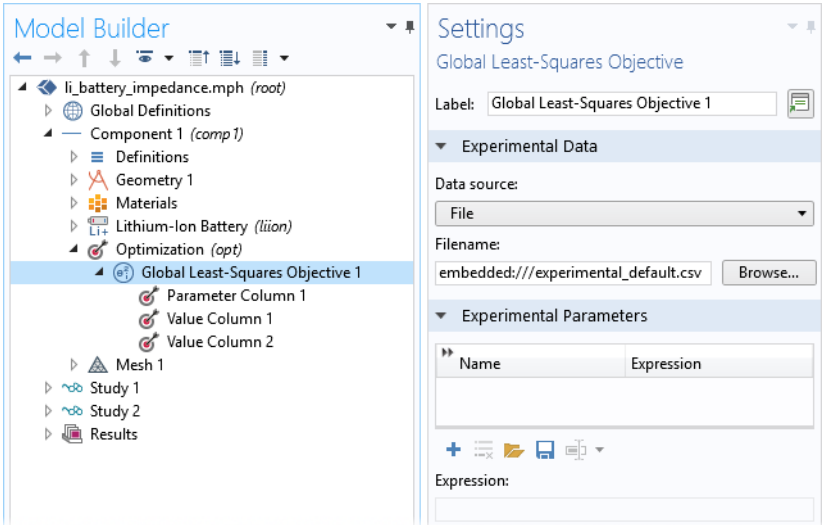 Model Builder
li_battery_impedance.mph (root)
Global Definitions
Component 1 (comp1)
Definitions
Geometry 1
Materials
Li+ Lithium-Ion Battery (liion)
Optimization (opt)
Global Least-Squares Objective 1
Parameter Column 1
Value Column 1
Value Column 2
Mesh 1
Study 1
Study 2
Results
Settings
Global Least-Squares Objective
Label: Global Least-Squares Objective 1
Experimental Data
Data source:
File
Filename:
embedded:///experimental_default.csv Browse...
Experimental Parameters
Name Expression
Expression: